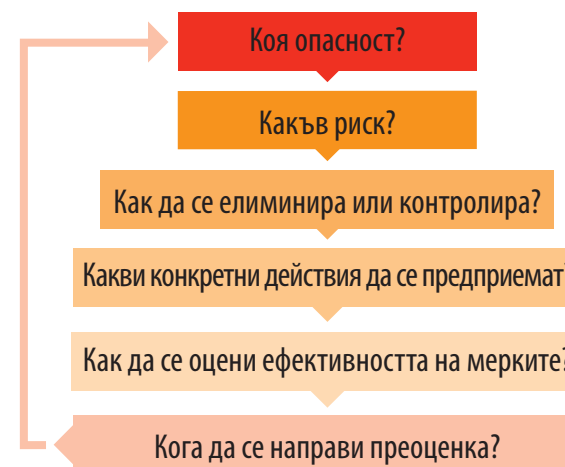 Коя опасност?
Какъв риск?
Как да се елиминира или контролира?
Какви конкретни действия да се предприемат?
Как да се оцени ефективността на мерките?
Кога да се направи преоценка?